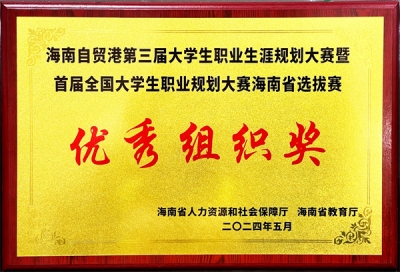 海南自贸港第三届大学生职业生涯规划大赛暨
首届全国大学生职业规划大赛海南省选拔赛
优秀组织奖
海南省人力资源和社会保障厅 海南省教育厅
二〇二四年五月